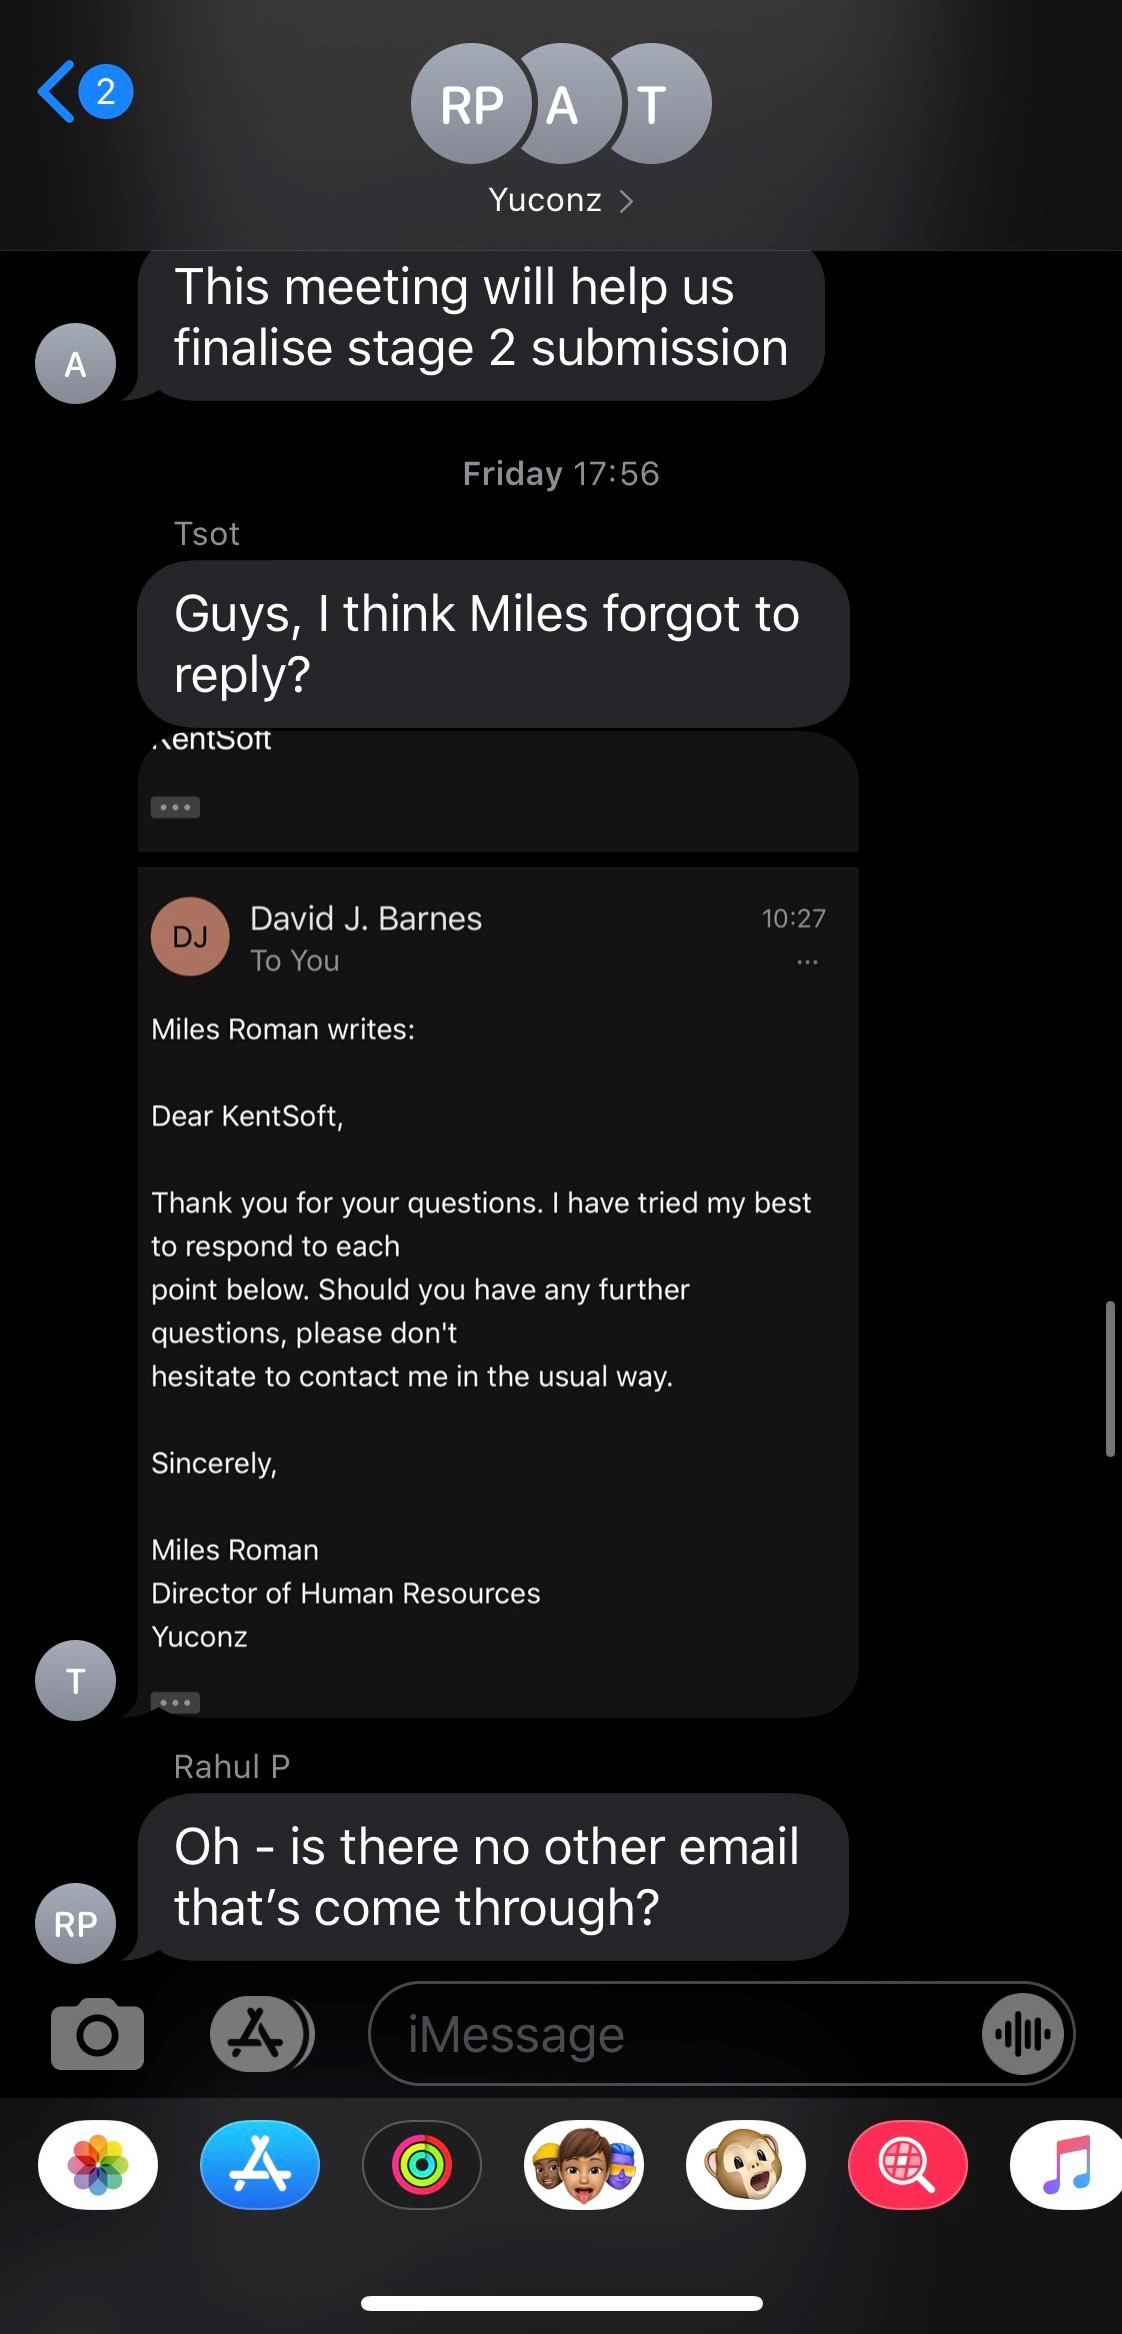 2
RP
A
T
Yuconz
This meeting will help us
finalise stage 2 submission
A
Friday 17:56
Tsot
Guys, I think Miles forgot to
reply?
KentSoft
DJ
David J. Barnes
10:27
To You
Miles Roman writes:
Dear KentSoft,
Thank you for your questions. I have tried my best
to respond to each
point below. Should you have any further
questions, please don't
hesitate to contact me in the usual way.
Sincerely,
Miles Roman
Director of Human Resources
Yuconz
T
Rahul P
Oh - is there no other email
that's come through?
RP
iMessage